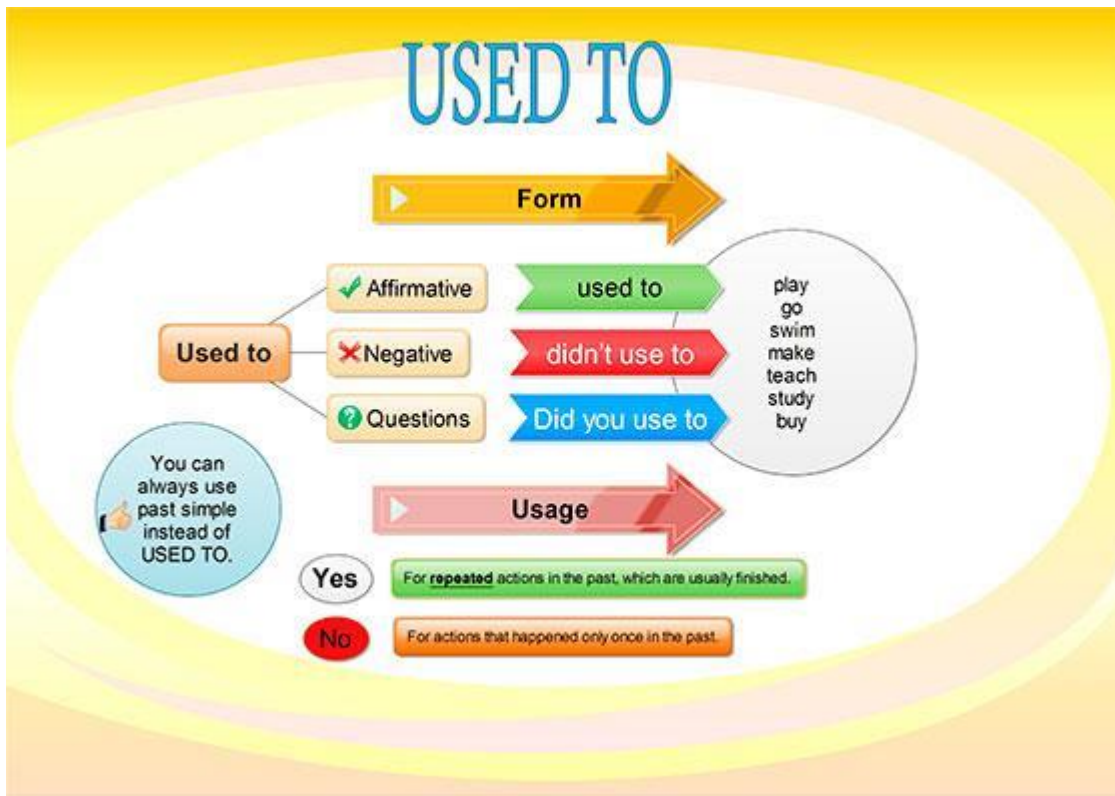 USED TO
Form
Affirmative
used to
Used to
Negative
didn't use to
Questions
Did you use to
play
go
swim
make
teach
study
buy
You can
always use
past simple
instead of
USED TO.
Usage
Yes
For repeated actions in the past, which are usually finished.
No
For actions that happened only once in the past.